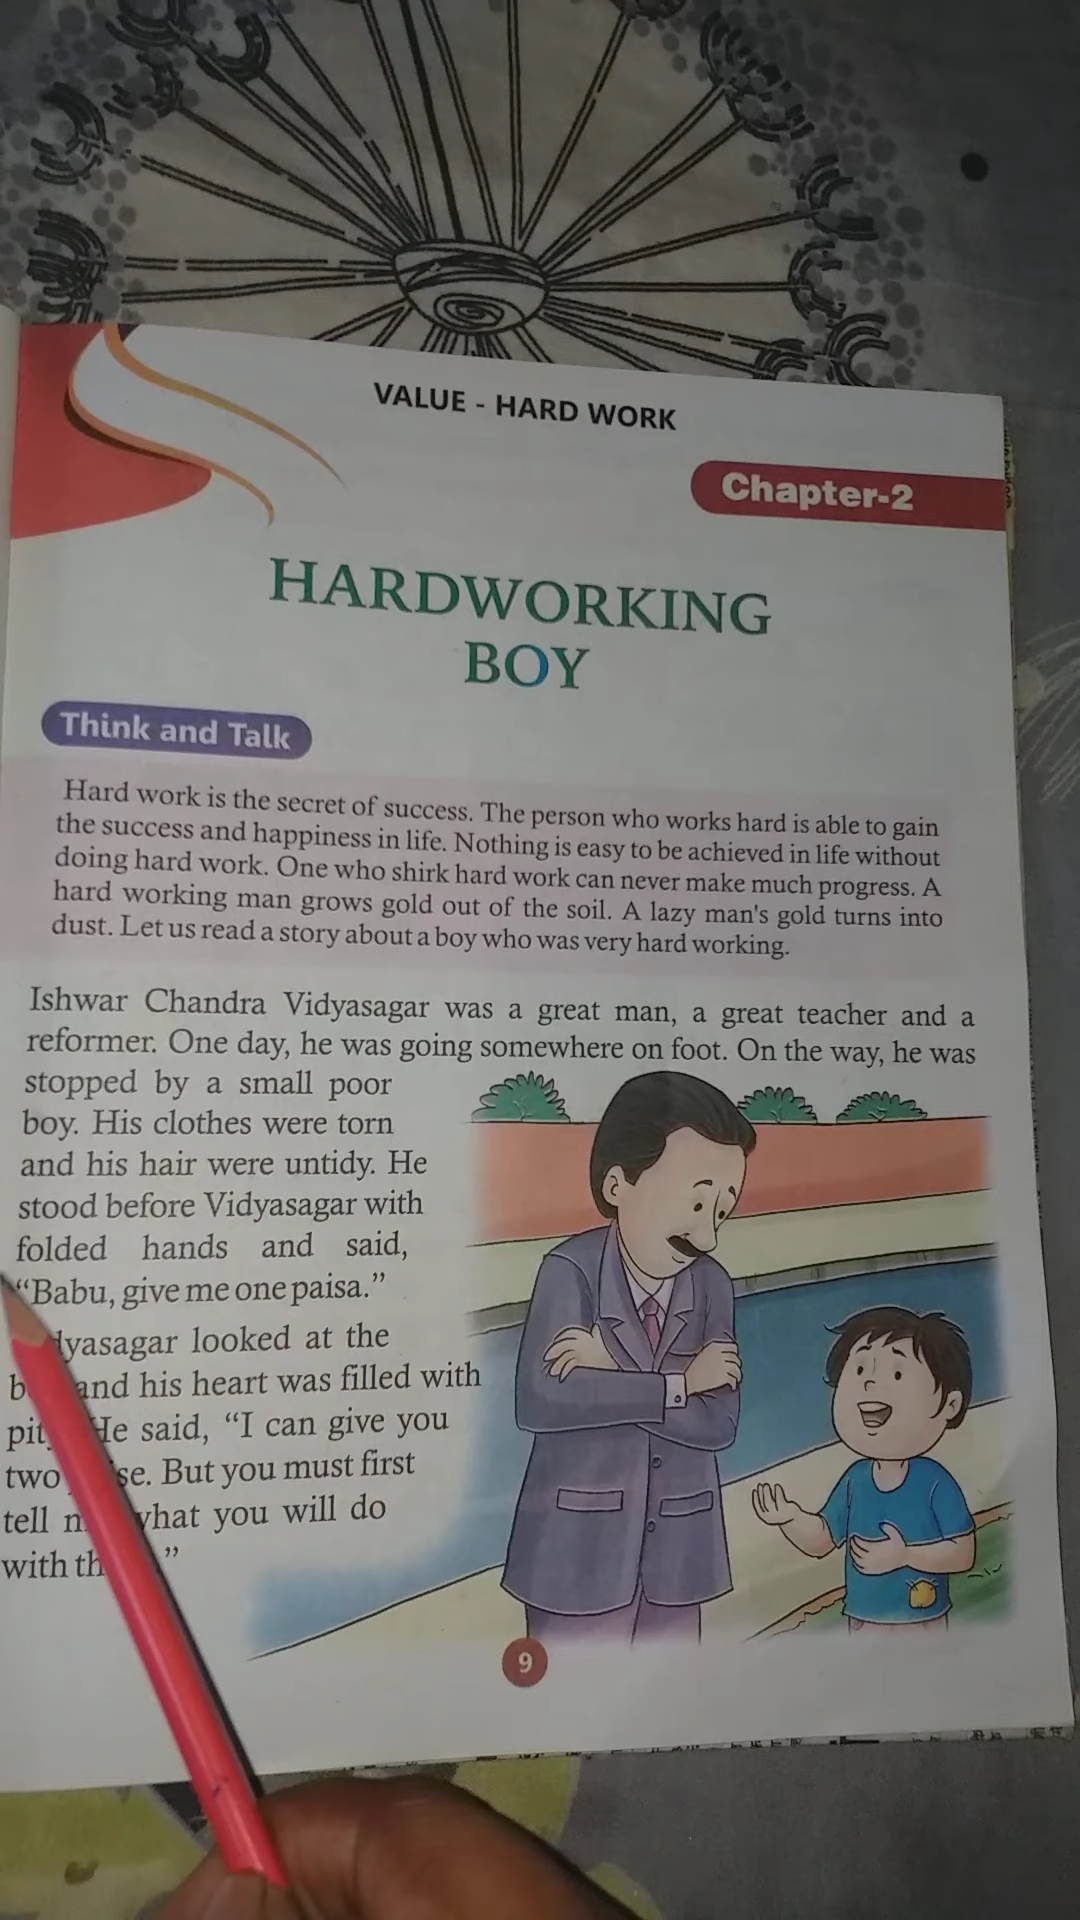 VALUE - HARD WORK
Chapter-2
HARDWORKING
BOY
Think and Talk
Hard work is the secret of success. The person who works hard is able to gain
the success and happiness in life. Nothing is easy to be achieved in life without
doing hard work. One who shirk hard work can never make much progress. A
hard working man grows gold out of the soil. A lazy man's gold turns into
dust. Let us read a story about a boy who was very hard working.
Ishwar Chandra Vidyasagar was a great man, a great teacher and a
reformer. One day, he was going somewhere on foot. On the way, he was
stopped by a small poor
boy. His clothes were torn
and his hair were untidy. He
stood before Vidyasagar with
folded hands and said,
“Babu, give me one paisa.”
looked at the
and his heart was filled with
He said, “I can give you
two But you must first
tell what you will do
with ”
9